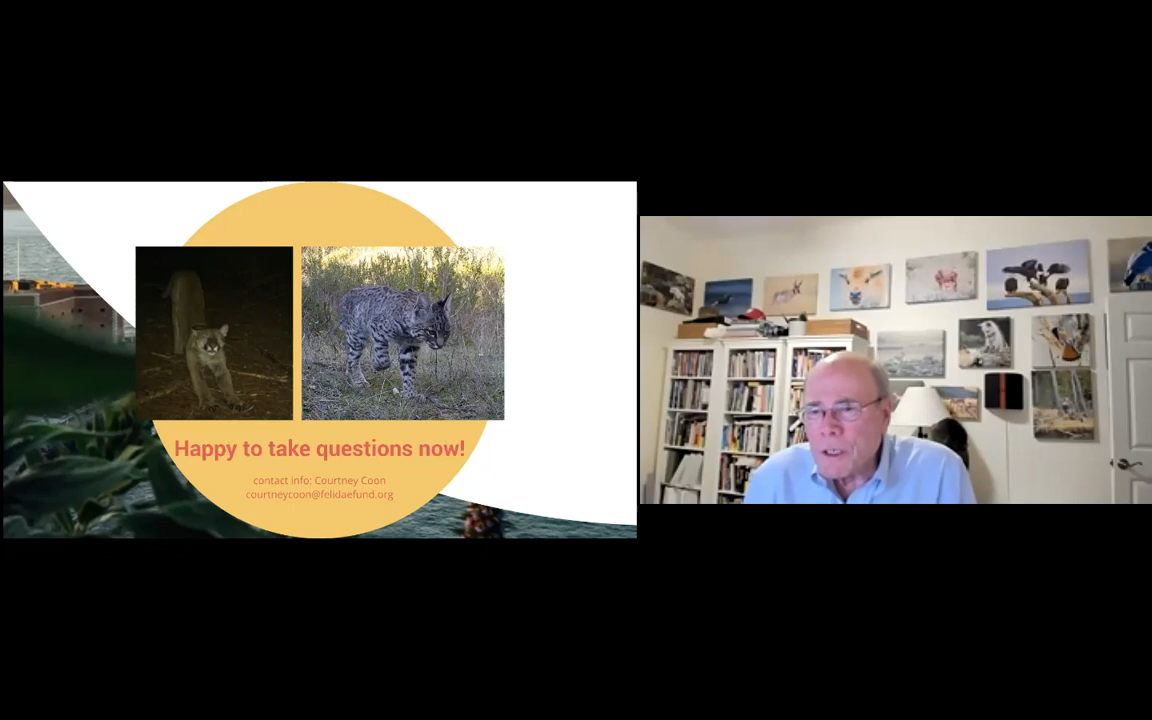 Happy to take questions now!
contact info: Courtney Coon
courtneycoon@felidaefund.org